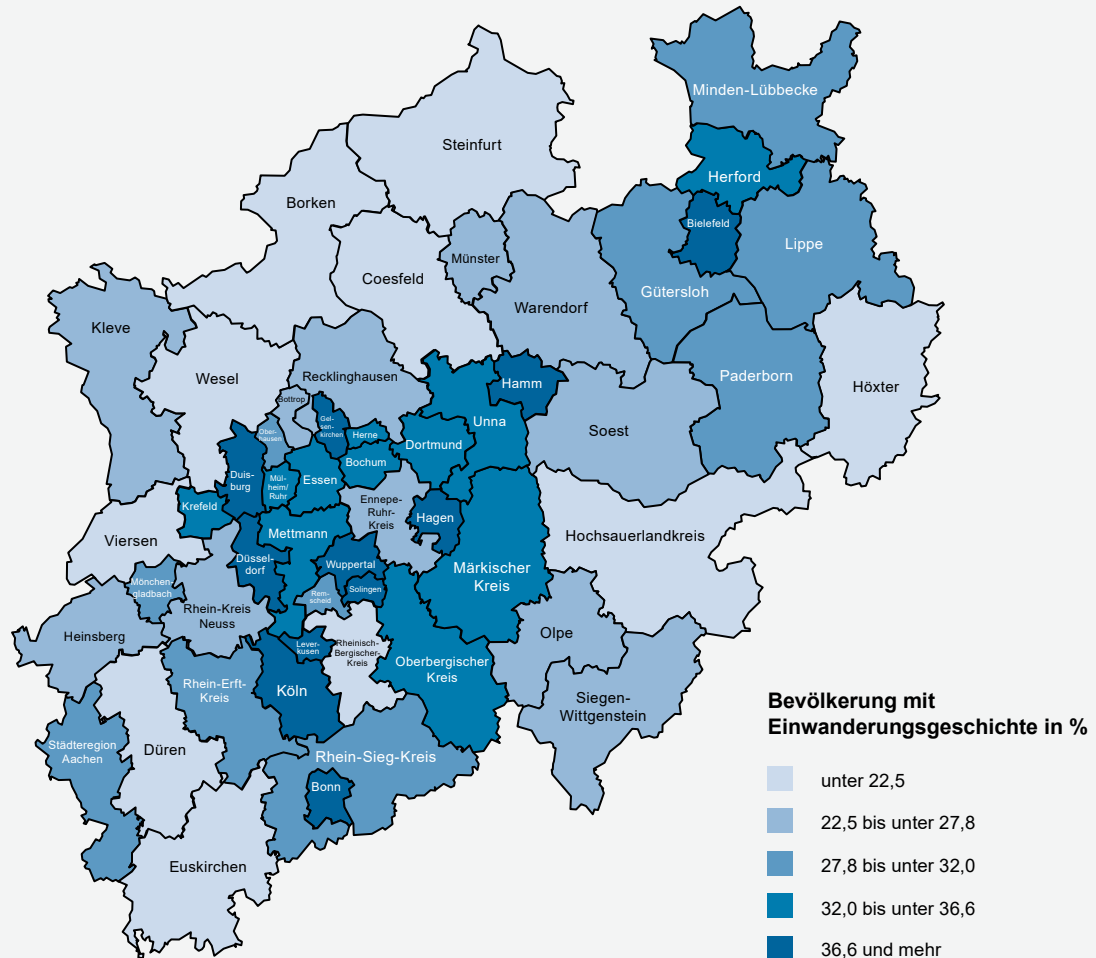 Minden-Lübbecke
Steinfurt
Herford
Borken
Bielefeld
Lippe
Münster
Coesfeld
Gütersloh
Warendorf
Kleve
Wesel
Recklinghausen
Paderborn
Hamm
Höxter
Bottrop
Unna
Gel-
sen-
kirchen
Ober-
hausen
Herne
Dortmund
Soest
Bochum
Duis-
burg
Mül-
heim/
Ruhr
Essen
Krefeld
Ennepe-
Ruhr-
Kreis
Hagen
Mettmann
Viersen
Hochsauerlandkreis
Düssel-
dorf
Wuppertal
Märkischer
Kreis
Mönchen-
gladbach
Solingen
Rem-
scheid
Rhein-Kreis
Neuss
Heinsberg
Olpe
Lever-
kusen
Rheinisch-
Bergischer-
Kreis
Oberbergischer
Kreis
Rhein-Erft-
Kreis
Köln
Siegen-
Wittgenstein
Städteregion
Aachen
Düren
Rhein-Sieg-Kreis
Bonn
Euskirchen
Bevölkerung mit
Einwanderungsgeschichte in %
unter 22,5
22,5 bis unter 27,8
27,8 bis unter 32,0
32,0 bis unter 36,6
36,6 und mehr